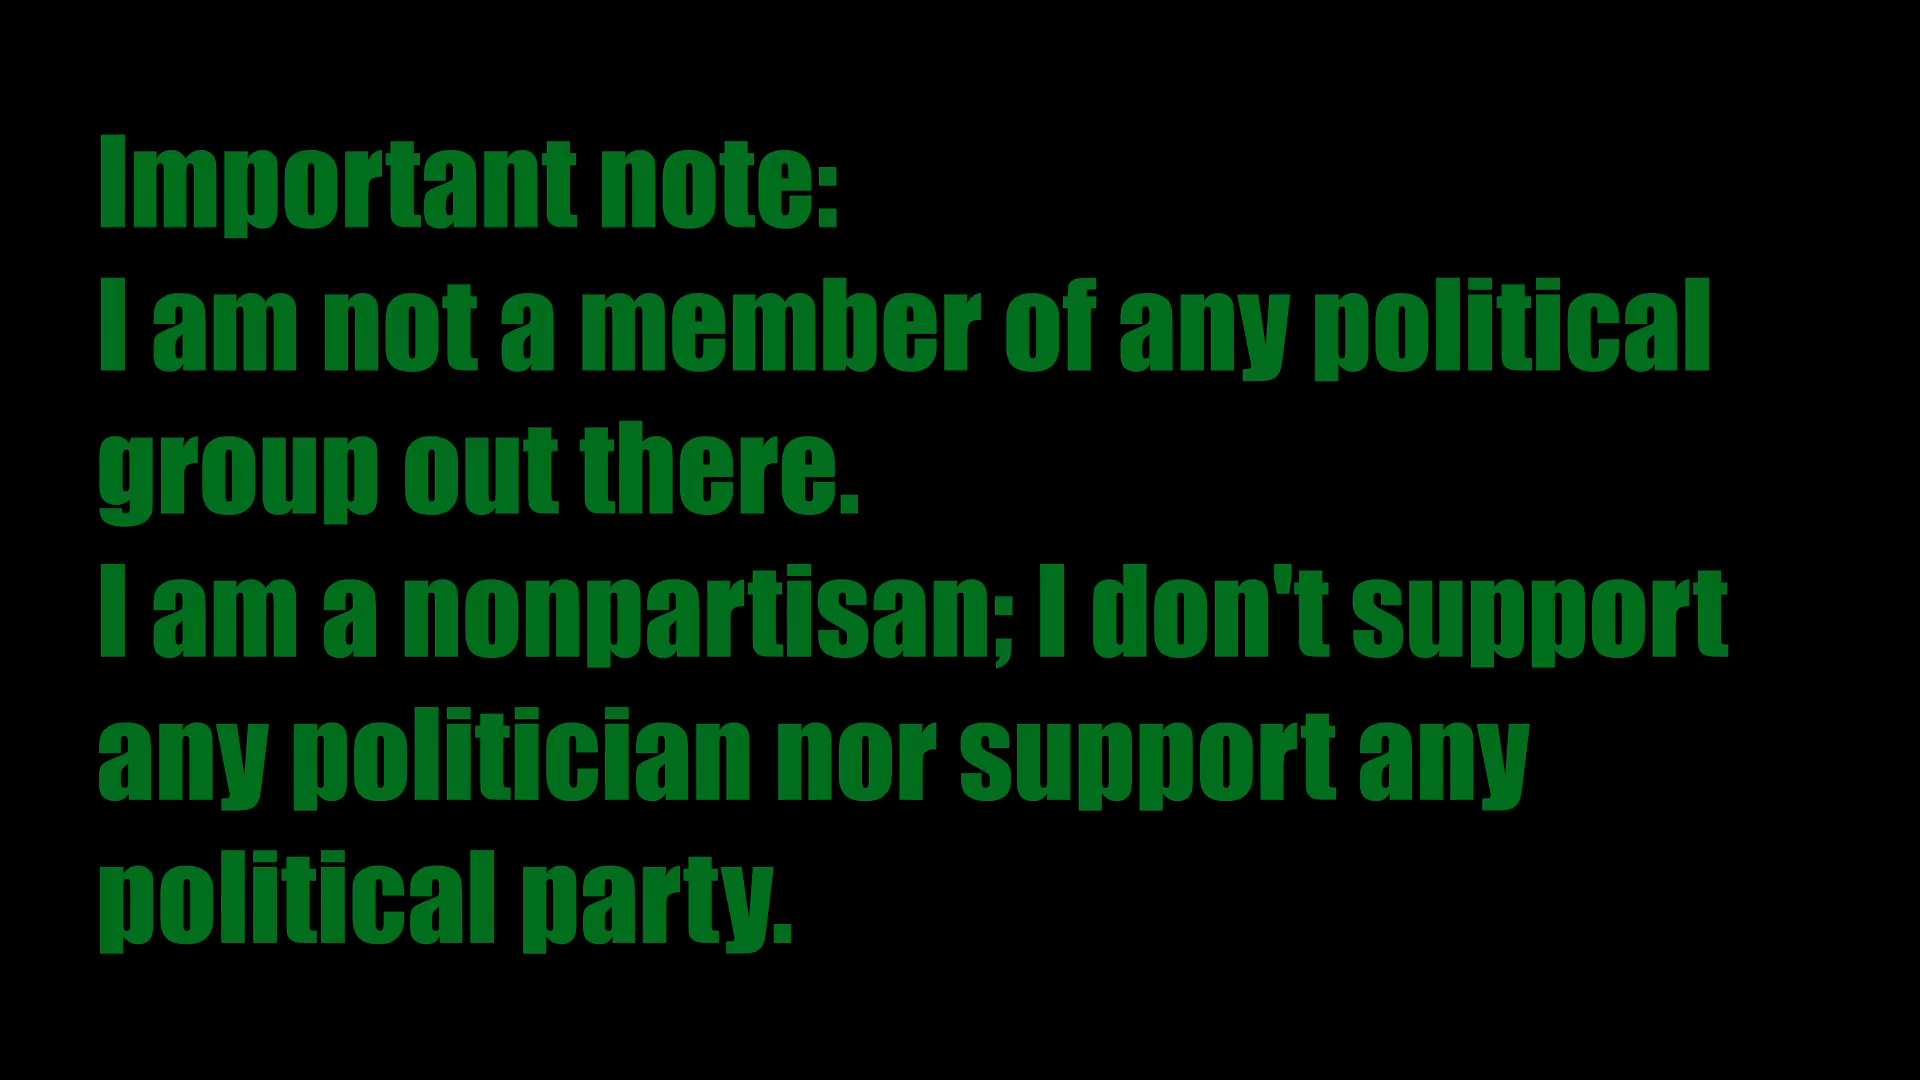 Important note:
I am not a member of any political
group out there.
I am a nonpartisan; I don't support
any politician nor support any
political party.